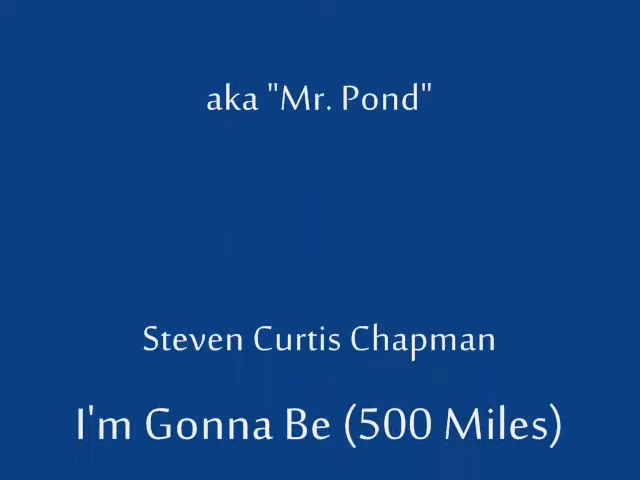 aka "Mr. Pond"
Steven Curtis Chapman
I'm Gonna Be (500 Miles)